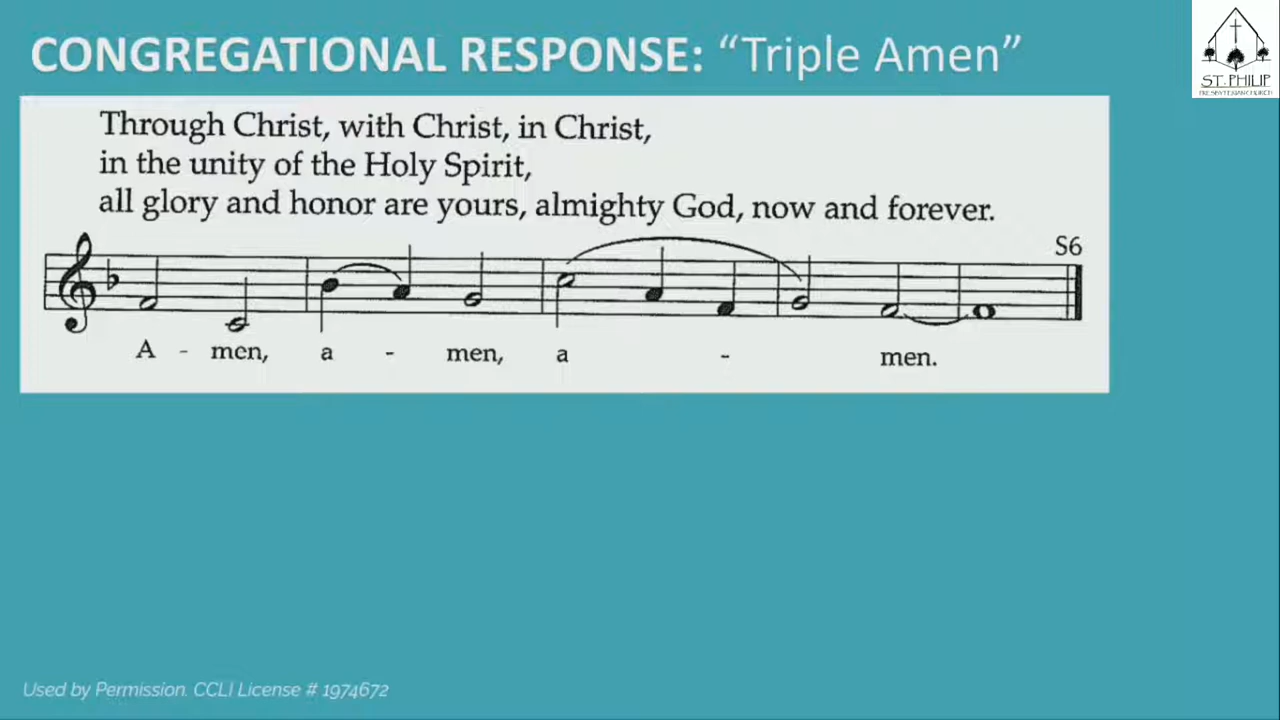 CONGREGATIONAL RESPONSE: “Triple Amen”
ST. PHILIP
PRESBYTERIAN CHURCH
Through Christ, with Christ, in Christ,
in the unity of the Holy Spirit,
all glory and honor are yours, almighty God, now and forever.
S6
A - men, a - men, a - men.
Used by Permission. CCLI License # 1974672